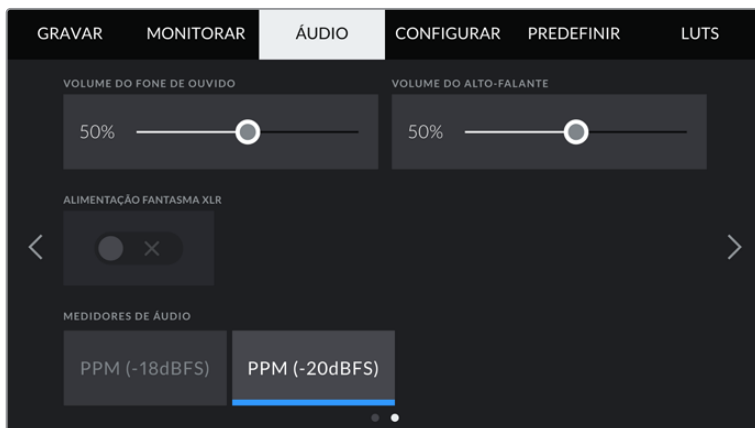 GRAVAR MONITORAR ÁUDIO CONFIGURAR PREDEFINIR LUTS
VOLUME DO FONE DE OUVIDO VOLUME DO ALTO-FALANTE
50% 50%
ALIMENTAÇÃO FANTASMA XLR
MEDIDORES DE ÁUDIO
PPM (-18dBFS) PPM (-20dBFS)